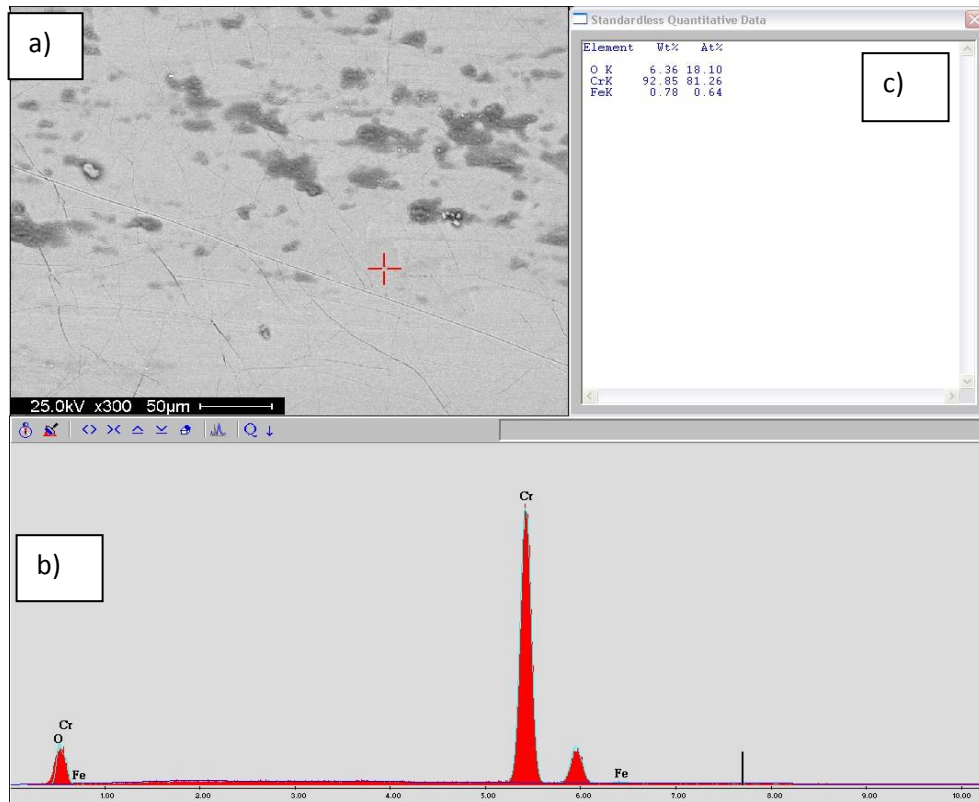 a)
Standardless Quantitative Data
Element Wt% At%
O K 6.36 18.10
CrK 92.85 81.26
FeK 0.78 0.64
c)
25.0kV x300 50µm
Q
b)
Cr
Cr
O
Fe
Fe
1.00 2.00 3.00 4.00 5.00 6.00 7.00 8.00 9.00 10.00